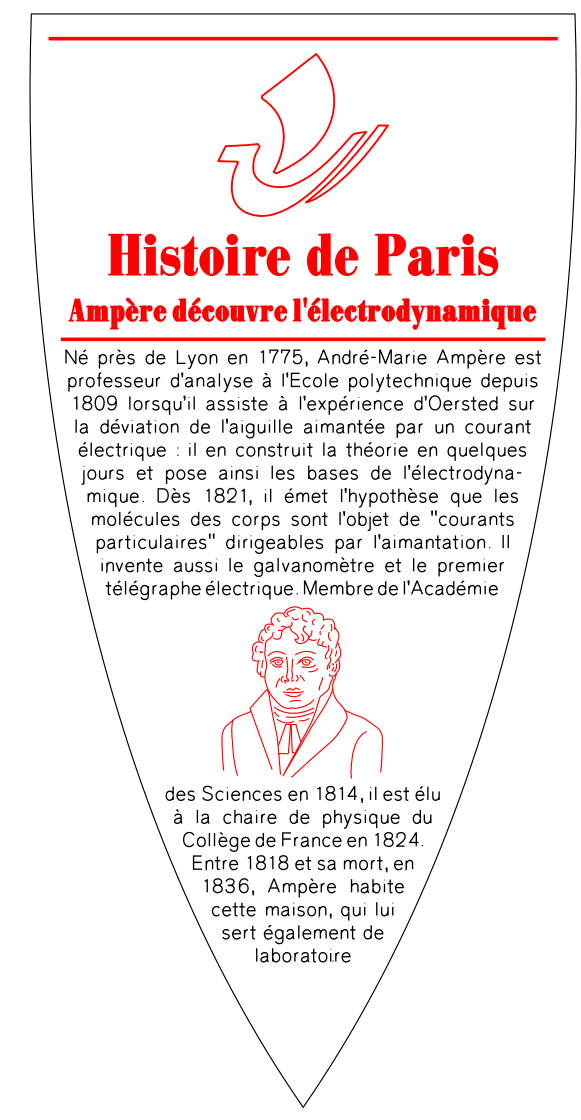 Histoire de Paris
Ampère découvre l'électrodynamique
Né près de Lyon en 1775, André-Marie Ampère est
professeur d'analyse à l'Ecole polytechnique depuis
1809 lorsqu'il assiste à l'expérience d'Oersted sur
la déviation de l'aiguille aimantée par un courant
électrique : il en construit la théorie en quelques
jours et pose ainsi les bases de l'électrodyna-
mique. Dès 1821, il émet l'hypothèse que les
molécules des corps sont l'objet de "courants
particulaires" dirigeables par l'aimantation. Il
invente aussi le galvanomètre et le premier
télégraphe électrique. Membre de l'Académie
des Sciences en 1814, il est élu
à la chaire de physique du
Collège de France en 1824.
Entre 1818 et sa mort, en
1836, Ampère habite
cette maison, qui lui
sert également de
laboratoire